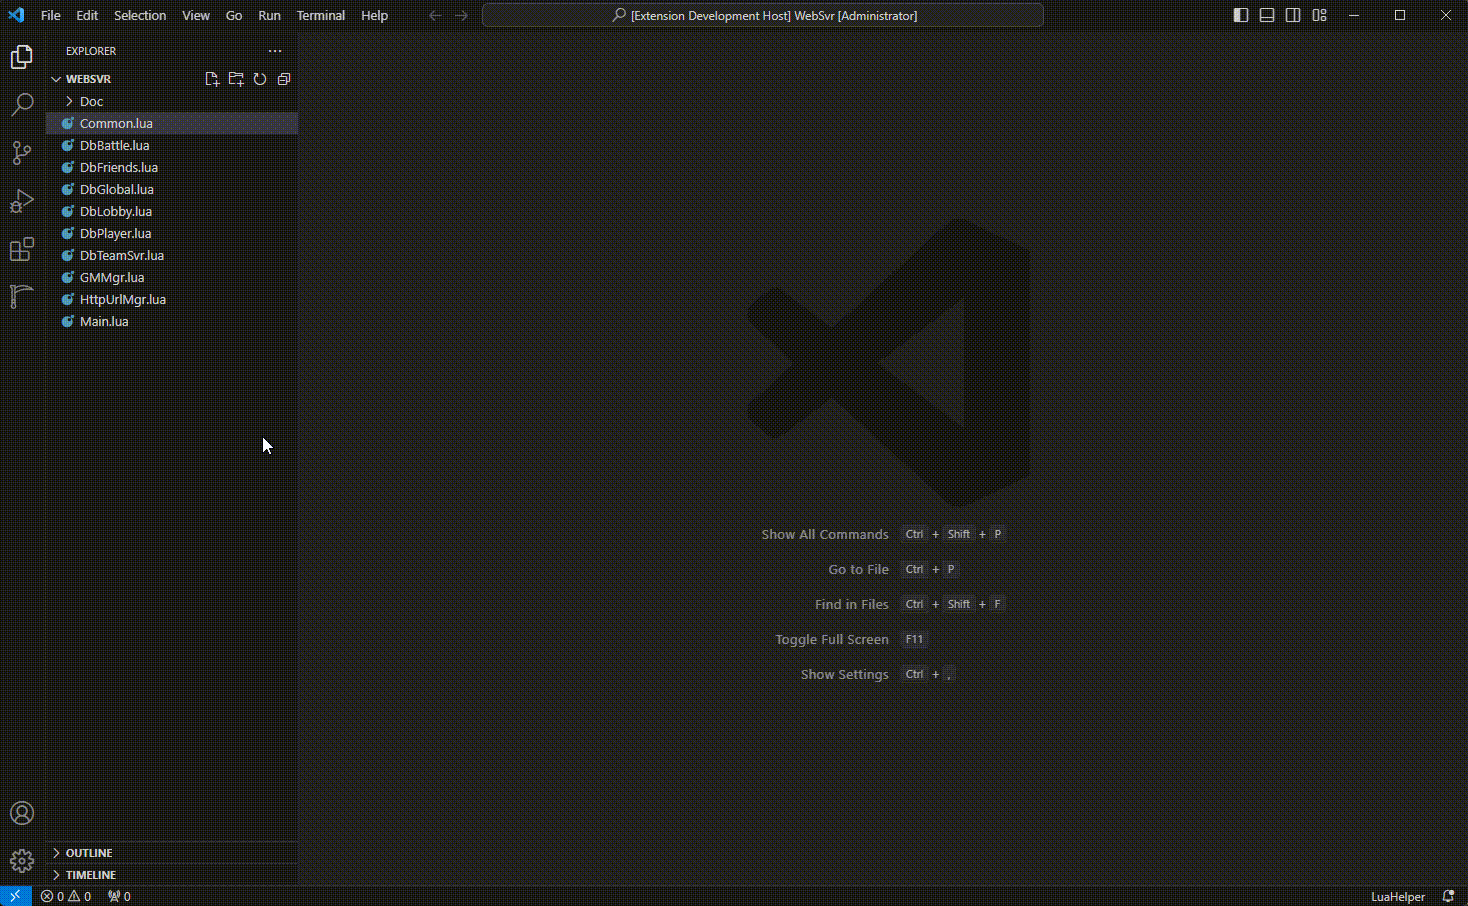 File Edit Selection View Go Run Terminal Help
[Extension Development Host] WebSvr [Administrator]
EXPLORER
WEBSVR
Doc
Common.lua
DbBattle.lua
DbFriends.lua
DbGlobal.lua
DbLobby.lua
DbPlayer.lua
DbTeamSvr.lua
GMMgr.lua
HttpUrlMgr.lua
Main.lua
Show All Commands Ctrl + Shift + P
Go to File Ctrl + P
Find in Files Ctrl + Shift + F
Toggle Full Screen F11
Show Settings Ctrl + ,
OUTLINE
TIMELINE
0 0 0 LuaHelper